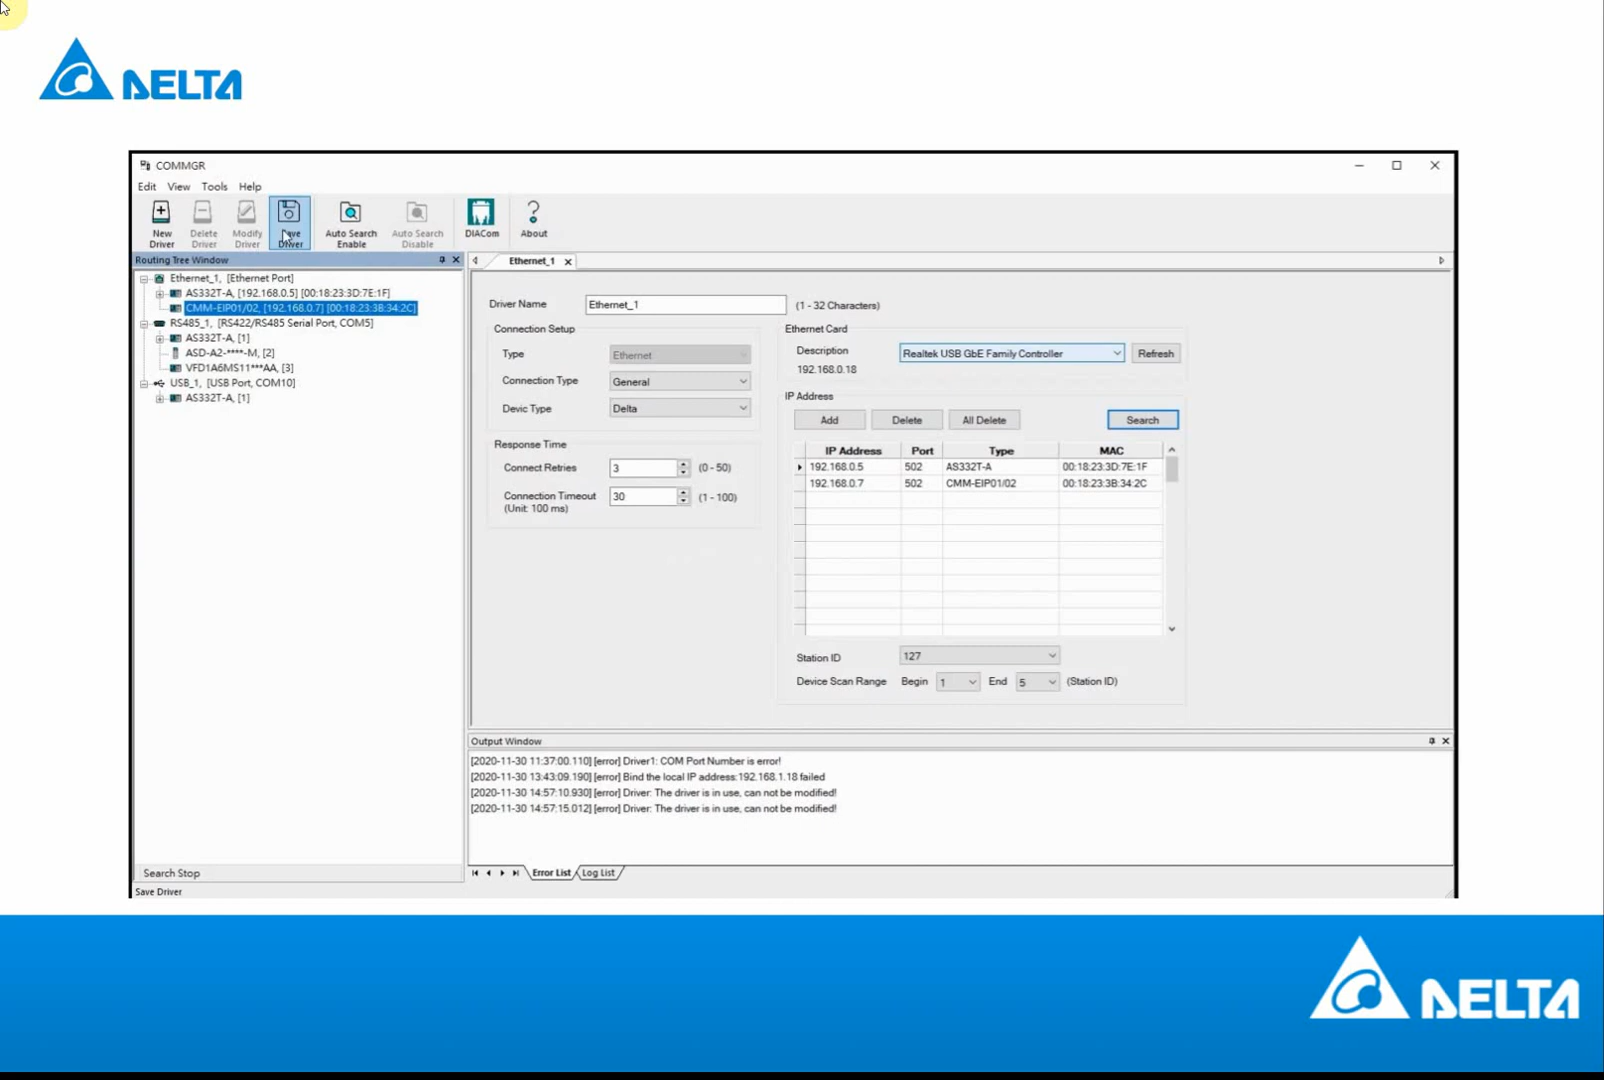 DELTA
COMMGR
Edit View Tools Help
New Driver
Delete Driver
Modify Driver
Driver
Auto Search Enable
Auto Search Disable
DIACom
About
Routing Tree Window
Ethernet_1
Ethernet_1, [Ethernet Port]
AS332T-A, [192.168.0.5] [00:18:23:3D:7E:1F]
CMM-EIP01/02, [192.168.0.7] [00:18:23:3B:34:2C]
RS485_1, [RS422/RS485 Serial Port, COM5]
AS332T-A, [1]
ASD-A2-****-M, [2]
VFD1A6MS11***AA, [3]
USB_1, [USB Port, COM10]
AS332T-A, [1]
Search Stop
Save Driver
Driver Name Ethernet_1 (1 - 32 Characters)
Connection Setup
Type Ethernet
Connection Type General
Devic Type Delta
Response Time
Connect Retries 3 (0 - 50)
Connection Timeout 30 (1 - 100)
(Unit: 100 ms)
Ethernet Card
Description Realtek USB GbE Family Controller Refresh
192.168.0.18
IP Address
Add Delete All Delete Search
IP Address Port Type MAC
192.168.0.5 502 AS332T-A 00:18:23:3D:7E:1F
192.168.0.7 502 CMM-EIP01/02 00:18:23:3B:34:2C
Station ID 127
Device Scan Range Begin 1 End 5 (Station ID)
Output Window
[2020-11-30 11:37:00.110] [error] Driver1: COM Port Number is error!
[2020-11-30 13:43:09.190] [error] Bind the local IP address:192.168.1.18 failed
[2020-11-30 14:57:10.930] [error] Driver: The driver is in use, can not be modified!
[2020-11-30 14:57:15.012] [error] Driver: The driver is in use, can not be modified!
Error List Log List
DELTA